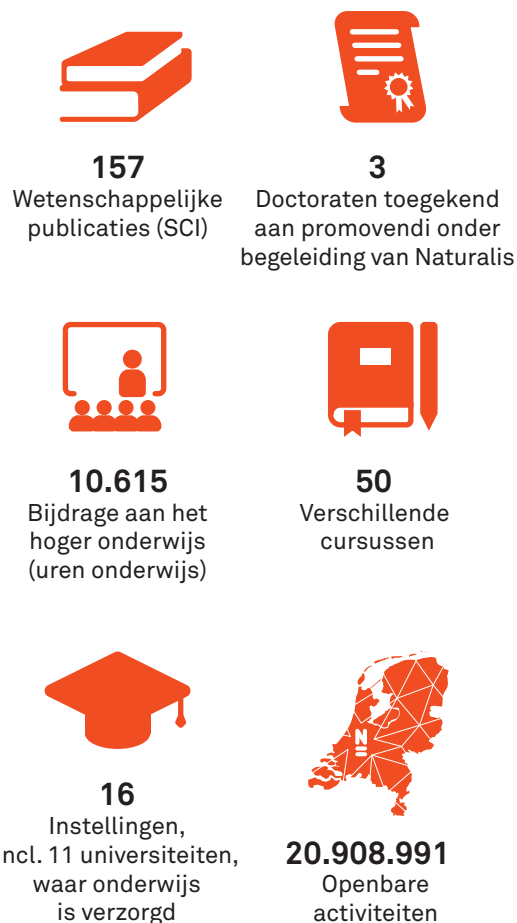 157
Wetenschappelijke
publicaties (SCI)
3
Doctoraten toegekend
aan promovendi onder
begeleiding van Naturalis
10.615
Bijdrage aan het
hoger onderwijs
(uren onderwijs)
50
Verschillende
cursussen
16
Instellingen,
ncl. 11 universiteiten,
waar onderwijs
is verzorgd
N
20.908.991
Openbare
activiteiten